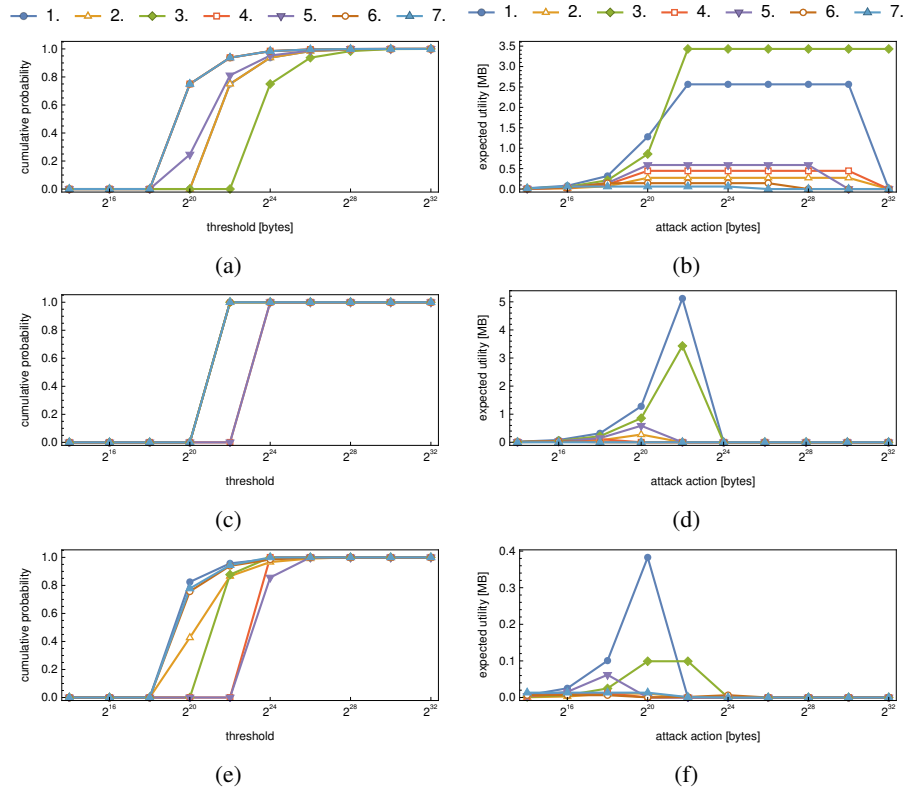 1. 2. 3. 4. 5. 6. 7.
1. 2. 3. 4. 5. 6. 7.
cumulative probability
1.0
0.8
0.6
0.4
0.2
0.0
2^16 2^20 2^24 2^28 2^32
threshold [bytes]
(a)
expected utility [MB]
3.5
3.0
2.5
2.0
1.5
1.0
0.5
0.0
2^16 2^20 2^24 2^28 2^32
attack action [bytes]
(b)
cumulative probability
1.0
0.8
0.6
0.4
0.2
0.0
2^16 2^20 2^24 2^28 2^32
threshold
(c)
expected utility [MB]
5
4
3
2
1
0
2^16 2^20 2^24 2^28 2^32
attack action [bytes]
(d)
cumulative probability
1.0
0.8
0.6
0.4
0.2
0.0
2^16 2^20 2^24 2^28 2^32
threshold
(e)
expected utility [MB]
0.4
0.3
0.2
0.1
0.0
2^16 2^20 2^24 2^28 2^32
attack action [bytes]
(f)